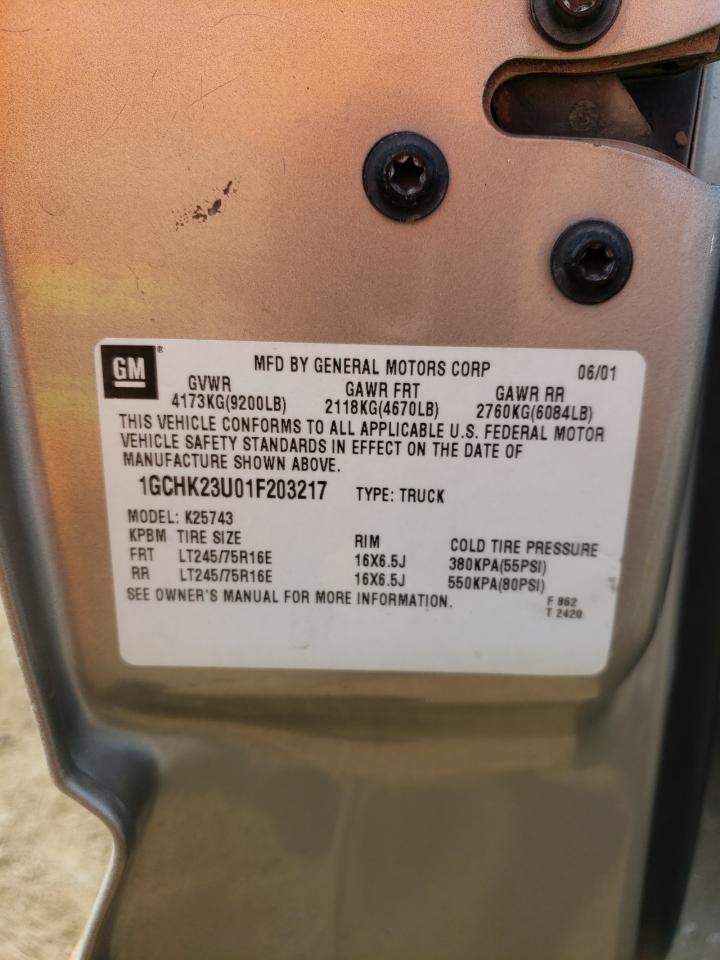 GM®
MFD BY GENERAL MOTORS CORP 06/01
GVWR GAWR FRT GAWR RR
4173KG(9200LB) 2118KG(4670LB) 2760KG(6084LB)
THIS VEHICLE CONFORMS TO ALL APPLICABLE U.S. FEDERAL MOTOR
VEHICLE SAFETY STANDARDS IN EFFECT ON THE DATE OF
MANUFACTURE SHOWN ABOVE.
1GCHK23U01F203217 TYPE: TRUCK
MODEL: K25743
KPBM TIRE SIZE RIM COLD TIRE PRESSURE
FRT LT245/75R16E 16X6.5J 380KPA(55PSI)
RR LT245/75R16E 16X6.5J 550KPA(80PSI)
SEE OWNER'S MANUAL FOR MORE INFORMATION.
F 862
T 2420